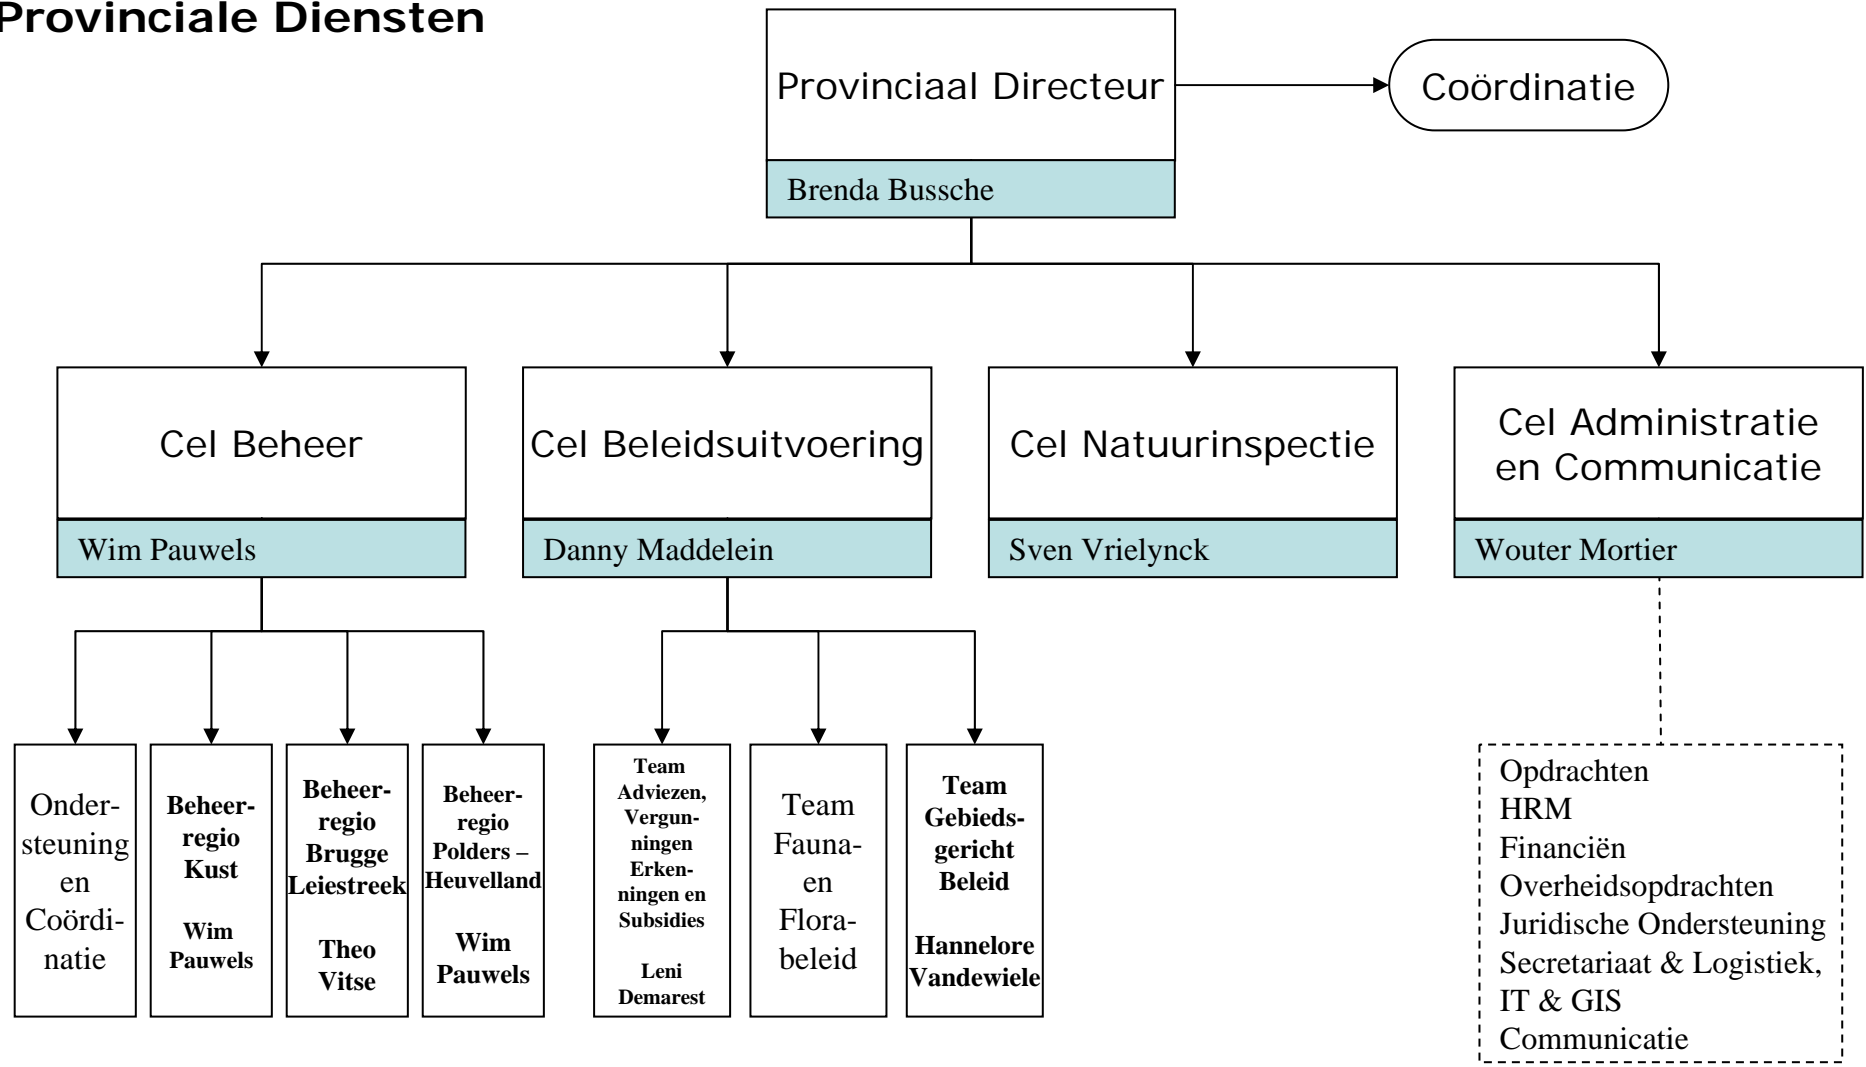 Provinciale Diensten
Provinciaal Directeur
Coördinatie
Brenda Bussche
Cel Beheer
Wim Pauwels
Cel Beleidsuitvoering
Danny Maddelein
Cel Natuurinspectie
Sven Vrielynck
Cel Administratie
en Communicatie
Wouter Mortier
Onder-
steuning
en
Coördi-
natie
Beheer-
regio
Kust
Wim
Pauwels
Beheer-
regio
Brugge
Leiestreek
Theo
Vitse
Beheer-
regio
Polders –
Heuvelland
Wim
Pauwels
Team
Adviezen,
Vergun-
ningen
Erken-
ningen en
Subsidies
Leni
Demarest
Team
Fauna-
en
Flora-
beleid
Team
Gebieds-
gericht
Beleid
Hannelore
Vandewiele
Opdrachten
HRM
Financiën
Overheidsopdrachten
Juridische Ondersteuning
Secretariaat & Logistiek,
IT & GIS
Communicatie